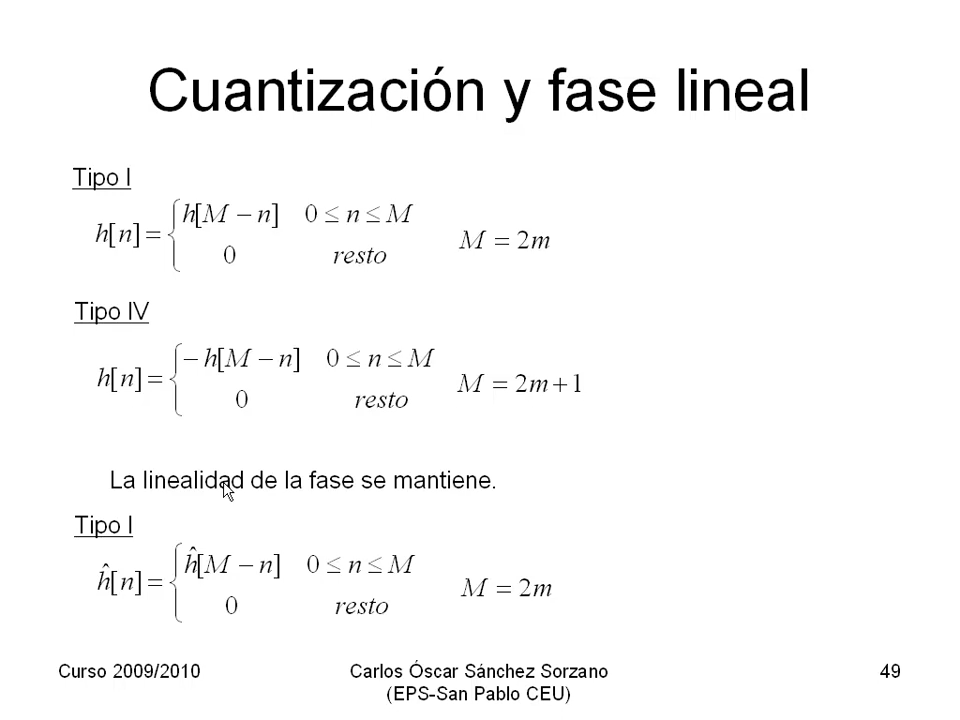 Cuantización y fase lineal
Tipo I
h[n] = { h[M − n] 0 ≤ n ≤ M
0 resto
M = 2m
Tipo IV
h[n] = { − h[M − n] 0 ≤ n ≤ M
0 resto
M = 2m + 1
La linealidad de la fase se mantiene.
Tipo I
ĥ[n] = { ĥ[M − n] 0 ≤ n ≤ M
0 resto
M = 2m
Curso 2009/2010
Carlos Óscar Sánchez Sorzano
(EPS-San Pablo CEU)
49